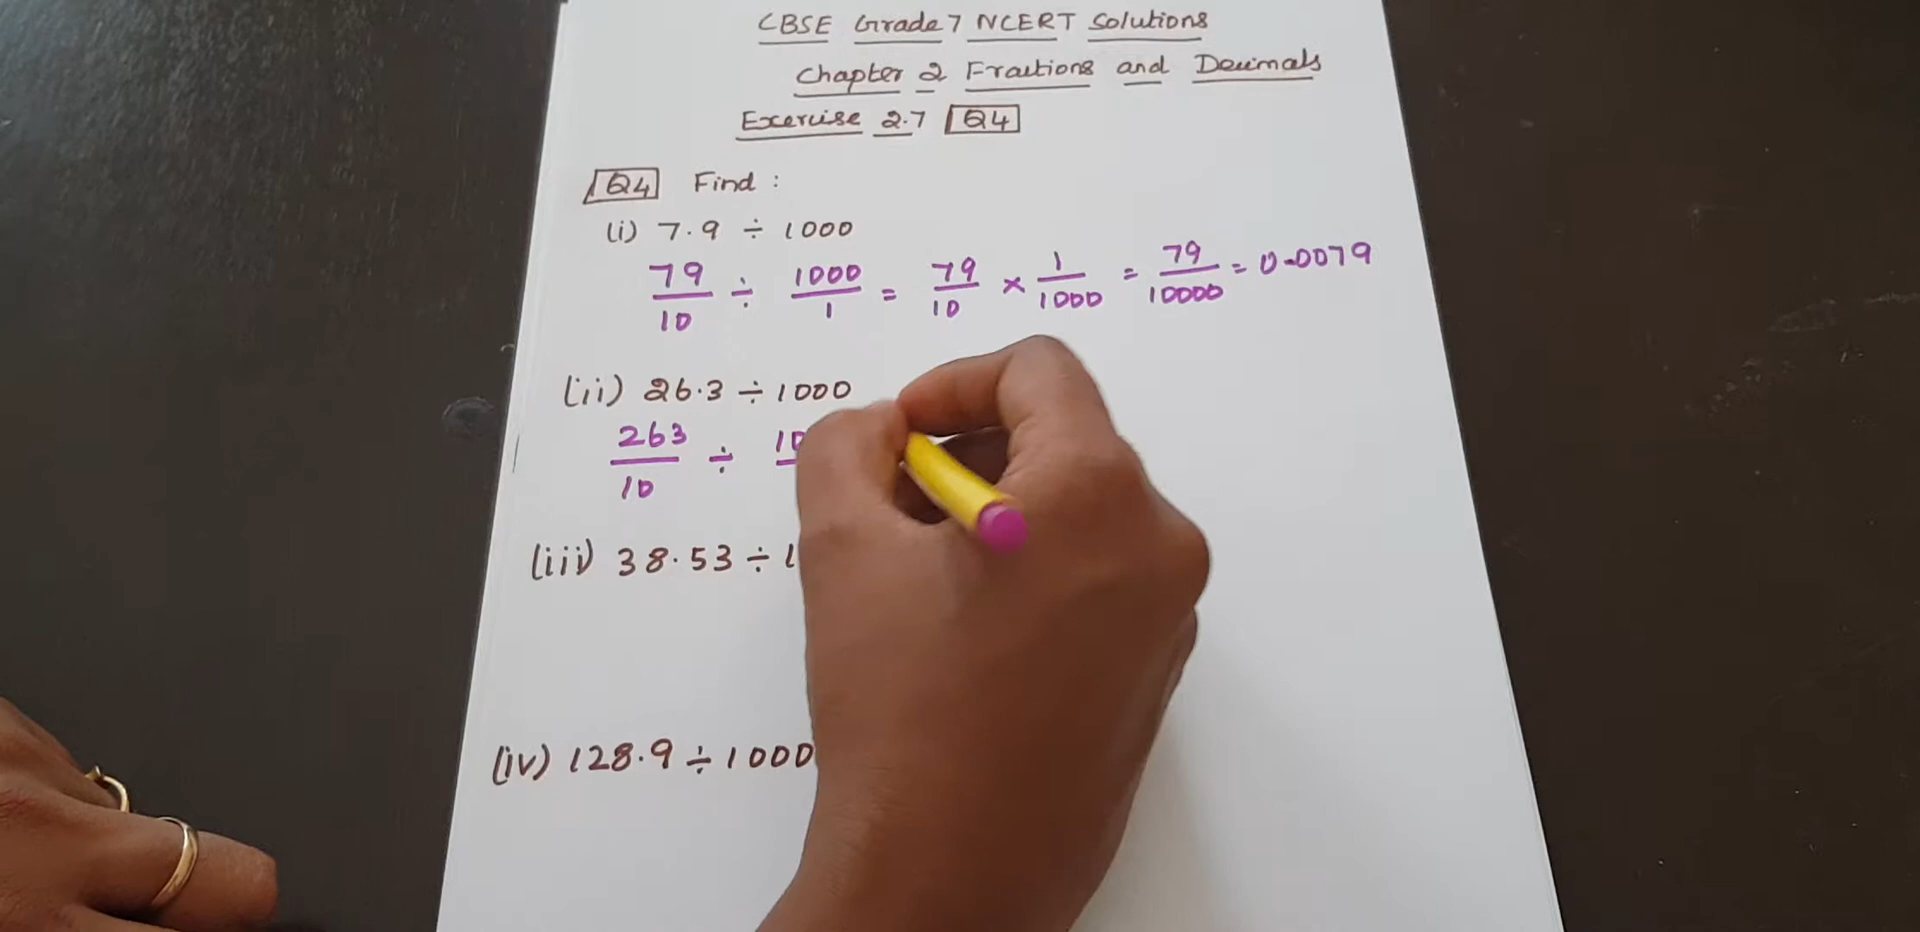 CBSE Grade 7 NCERT Solutions
Chapter 2 Fractions and Decimals
Exercise 2.7 Q4
Q4 Find :
(i) 7.9 ÷ 1000
79/10 ÷ 1000/1 = 79/10 × 1/1000 = 79/10000 = 0.0079
(ii) 26.3 ÷ 1000
263/10 ÷ 10
(iii) 38.53 ÷ 1
(iv) 128.9 ÷ 1000